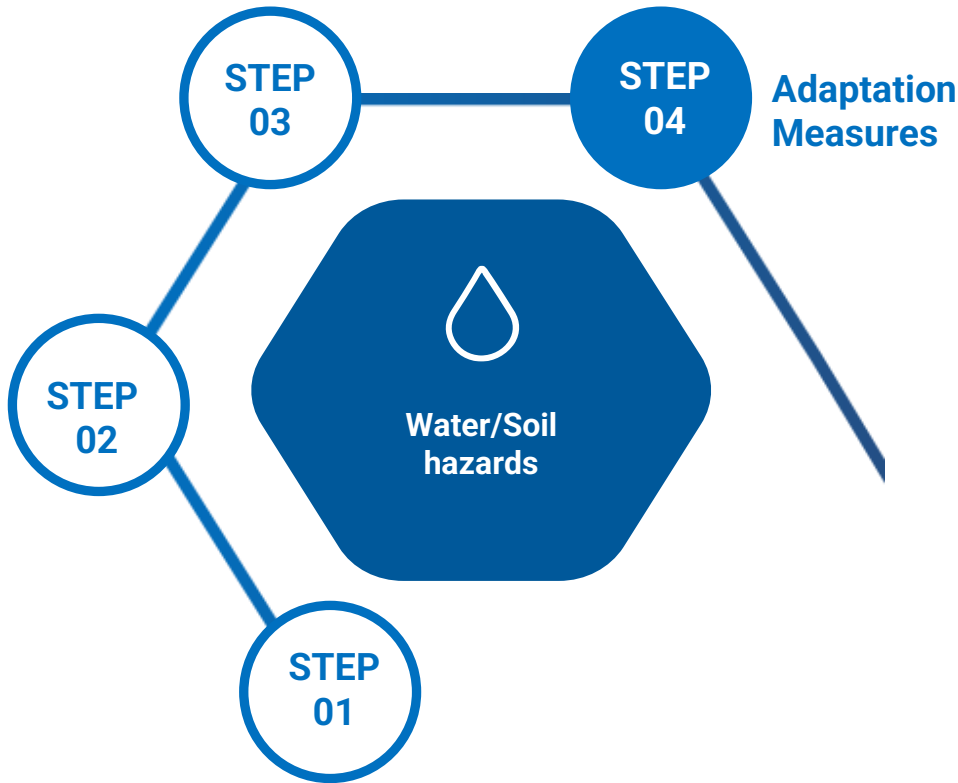 STEP
03
STEP
04
Adaptation
Measures
STEP
02
Water/Soil
hazards
STEP
01